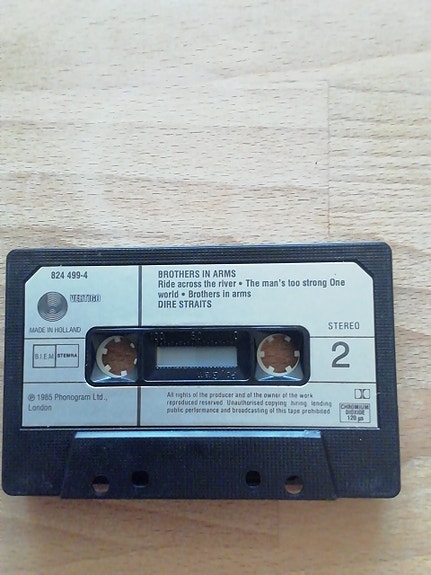 824 499-4
VERTIGO
MADE IN HOLLAND
B.I.E.M. STEMRA
℗ 1985 Phonogram Ltd.,
London
BROTHERS IN ARMS
Ride across the river • The man's too strong One
world • Brothers in arms
DIRE STRAITS
STEREO
2
All rights of the producer and of the owner of the work
reproduced reserved. Unauthorised copying, hiring, lending
public performance and broadcasting of this tape prohibited
CHROMIUM
DIOXIDE
120 µs